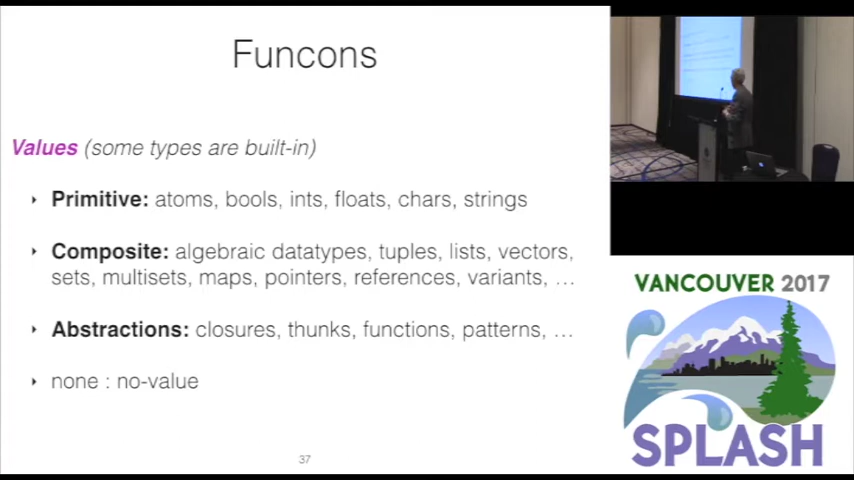 Funcons
Values (some types are built-in)
‣ Primitive: atoms, bools, ints, floats, chars, strings
‣ Composite: algebraic datatypes, tuples, lists, vectors,
sets, multisets, maps, pointers, references, variants, …
‣ Abstractions: closures, thunks, functions, patterns, …
‣ none : no-value
37
VANCOUVER 2017
SPLASH